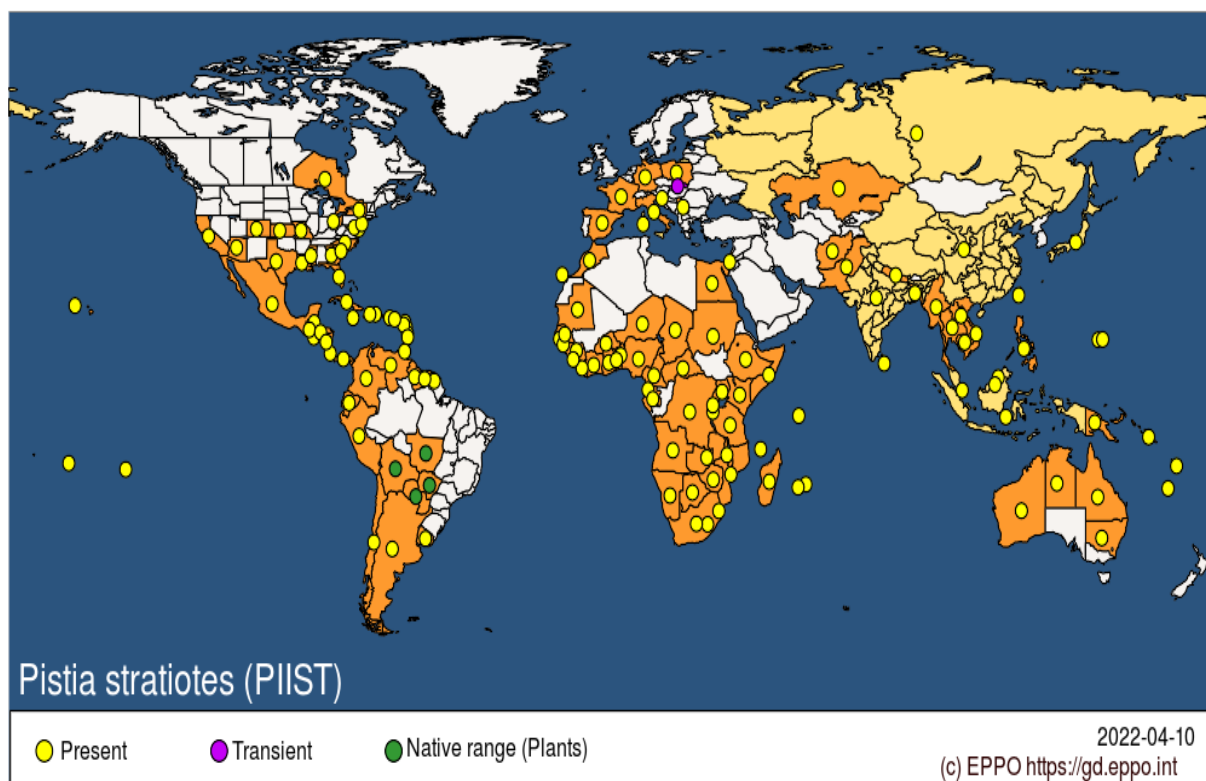 Pistia stratiotes (PIIST)
Present
Transient
Native range (Plants)
2022-04-10
(c) EPPO https://gd.eppo.int